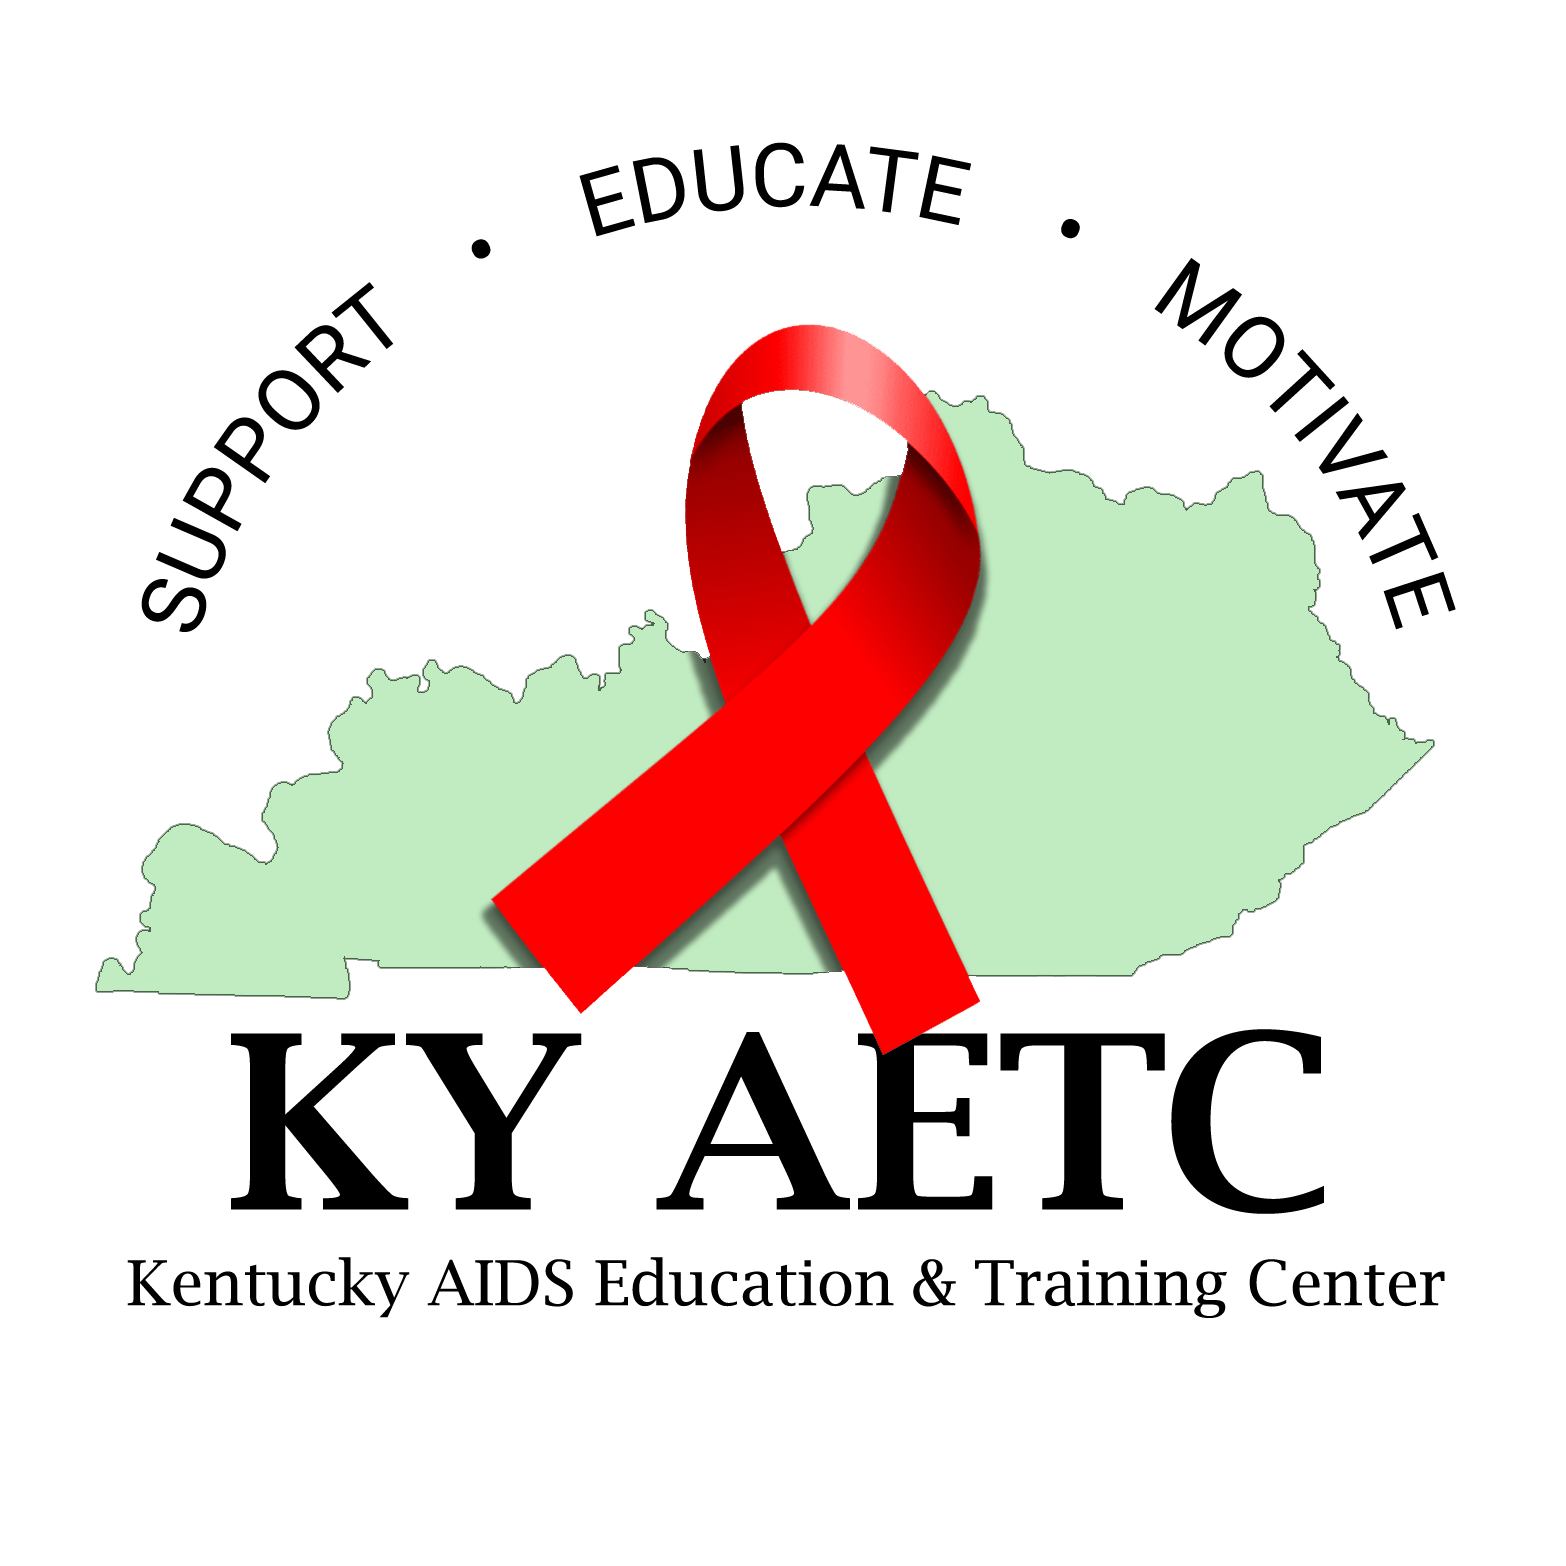 SUPPORT • EDUCATE • MOTIVATE
KY AETC
Kentucky AIDS Education & Training Center